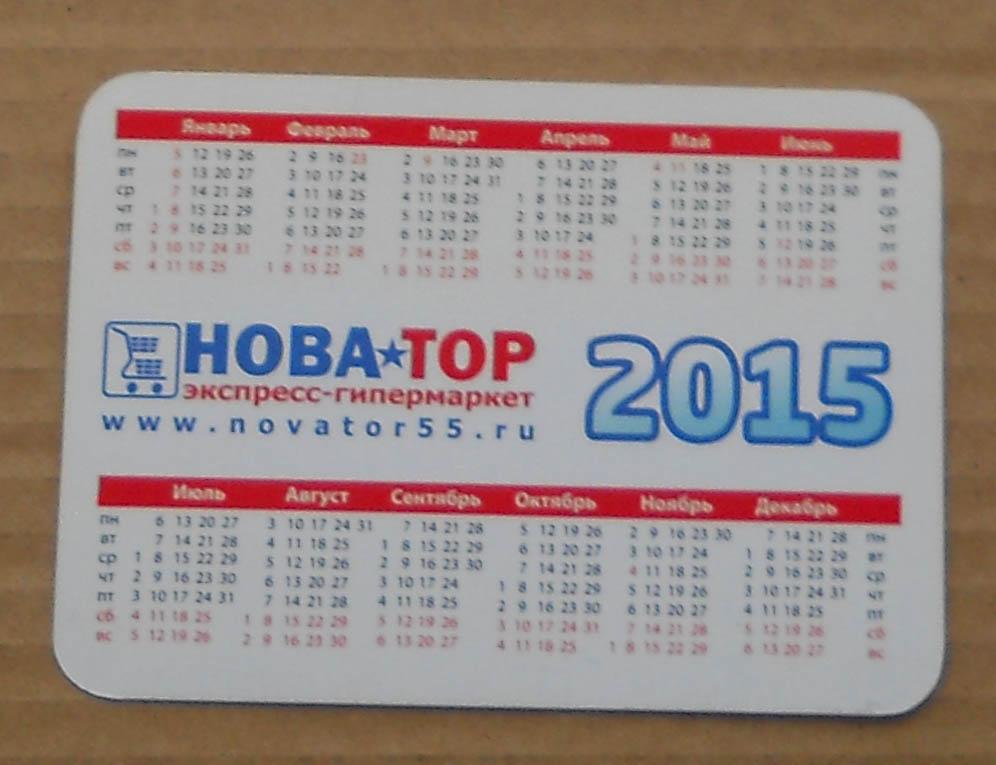 Январь Февраль Март Апрель Май Июнь
пн 5 12 19 26 2 9 16 23 2 9 16 23 30 6 13 20 27 4 11 18 25 1 8 15 22 29 пн
вт 6 13 20 27 3 10 17 24 3 10 17 24 31 7 14 21 28 5 12 19 26 2 9 16 23 30 вт
ср 7 14 21 28 4 11 18 25 4 11 18 25 1 8 15 22 29 6 13 20 27 3 10 17 24 ср
чт 1 8 15 22 29 5 12 19 26 5 12 19 26 2 9 16 23 30 7 14 21 28 4 11 18 25 чт
пт 2 9 16 23 30 6 13 20 27 6 13 20 27 3 10 17 24 1 8 15 22 29 5 12 19 26 пт
сб 3 10 17 24 31 7 14 21 28 7 14 21 28 4 11 18 25 2 9 16 23 30 6 13 20 27 сб
вс 4 11 18 25 1 8 15 22 1 8 15 22 29 5 12 19 26 3 10 17 24 31 7 14 21 28 вс
НОВА★ТОР
экспресс-гипермаркет
www.novator55.ru
2015
Июль Август Сентябрь Октябрь Ноябрь Декабрь
пн 6 13 20 27 3 10 17 24 31 7 14 21 28 5 12 19 26 2 9 16 23 30 7 14 21 28 пн
вт 7 14 21 28 4 11 18 25 1 8 15 22 29 6 13 20 27 3 10 17 24 1 8 15 22 29 вт
ср 1 8 15 22 29 5 12 19 26 2 9 16 23 30 7 14 21 28 4 11 18 25 2 9 16 23 30 ср
чт 2 9 16 23 30 6 13 20 27 3 10 17 24 1 8 15 22 29 5 12 19 26 3 10 17 24 31 чт
пт 3 10 17 24 31 7 14 21 28 4 11 18 25 2 9 16 23 30 6 13 20 27 4 11 18 25 пт
сб 4 11 18 25 1 8 15 22 29 5 12 19 26 3 10 17 24 31 7 14 21 28 5 12 19 26 сб
вс 5 12 19 26 2 9 16 23 30 6 13 20 27 4 11 18 25 1 8 15 22 29 6 13 20 27 вс